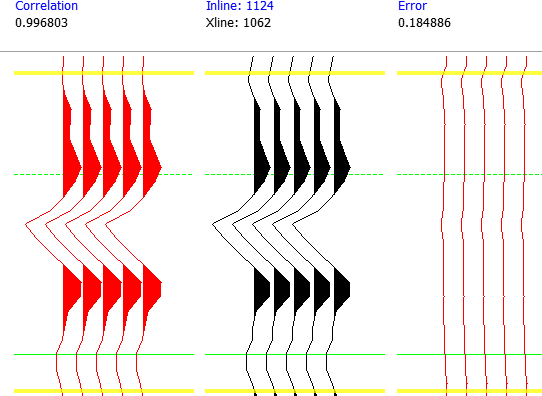 Correlation Inline: 1124 Error
0.996803 Xline: 1062 0.184886